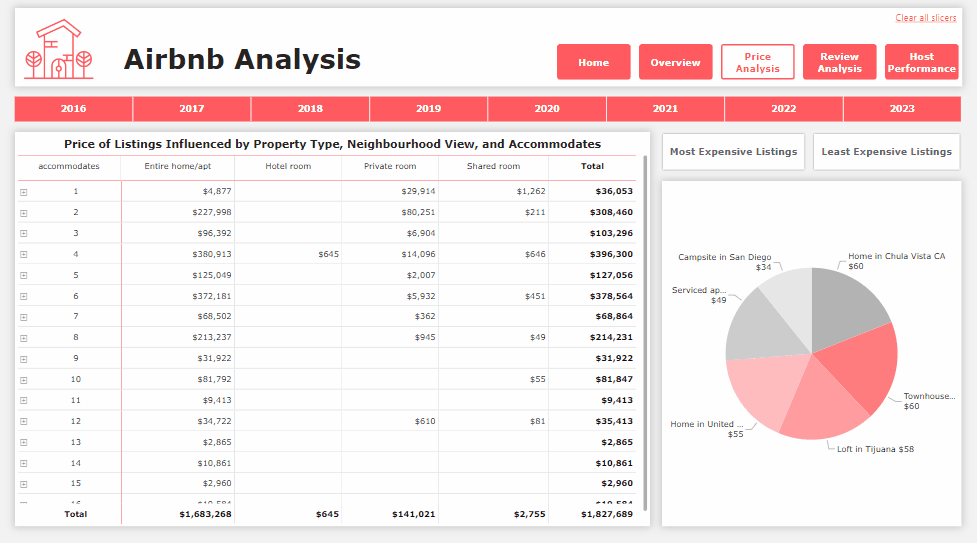 Clear all slicers
Airbnb Analysis
Home
Overview
Price
Analysis
Review
Analysis
Host
Performance
2016 2017 2018 2019 2020 2021 2022 2023
Price of Listings Influenced by Property Type, Neighbourhood View, and Accommodates
accommodates Entire home/apt Hotel room Private room Shared room Total
1 $4,877 $29,914 $1,262 $36,053
2 $227,998 $80,251 $211 $308,460
3 $96,392 $6,904 $103,296
4 $380,913 $645 $14,096 $646 $396,300
5 $125,049 $2,007 $127,056
6 $372,181 $5,932 $451 $378,564
7 $68,502 $362 $68,864
8 $213,237 $945 $49 $214,231
9 $31,922 $31,922
10 $81,792 $55 $81,847
11 $9,413 $9,413
12 $34,722 $610 $81 $35,413
13 $2,865 $2,865
14 $10,861 $10,861
15 $2,960 $2,960
Total $1,683,268 $645 $141,021 $2,755 $1,827,689
Most Expensive Listings
Least Expensive Listings
Campsite in San Diego
$34
Home in Chula Vista CA
$60
Serviced ap...
$49
Townhouse...
$60
Home in United ...
$55
Loft in Tijuana $58